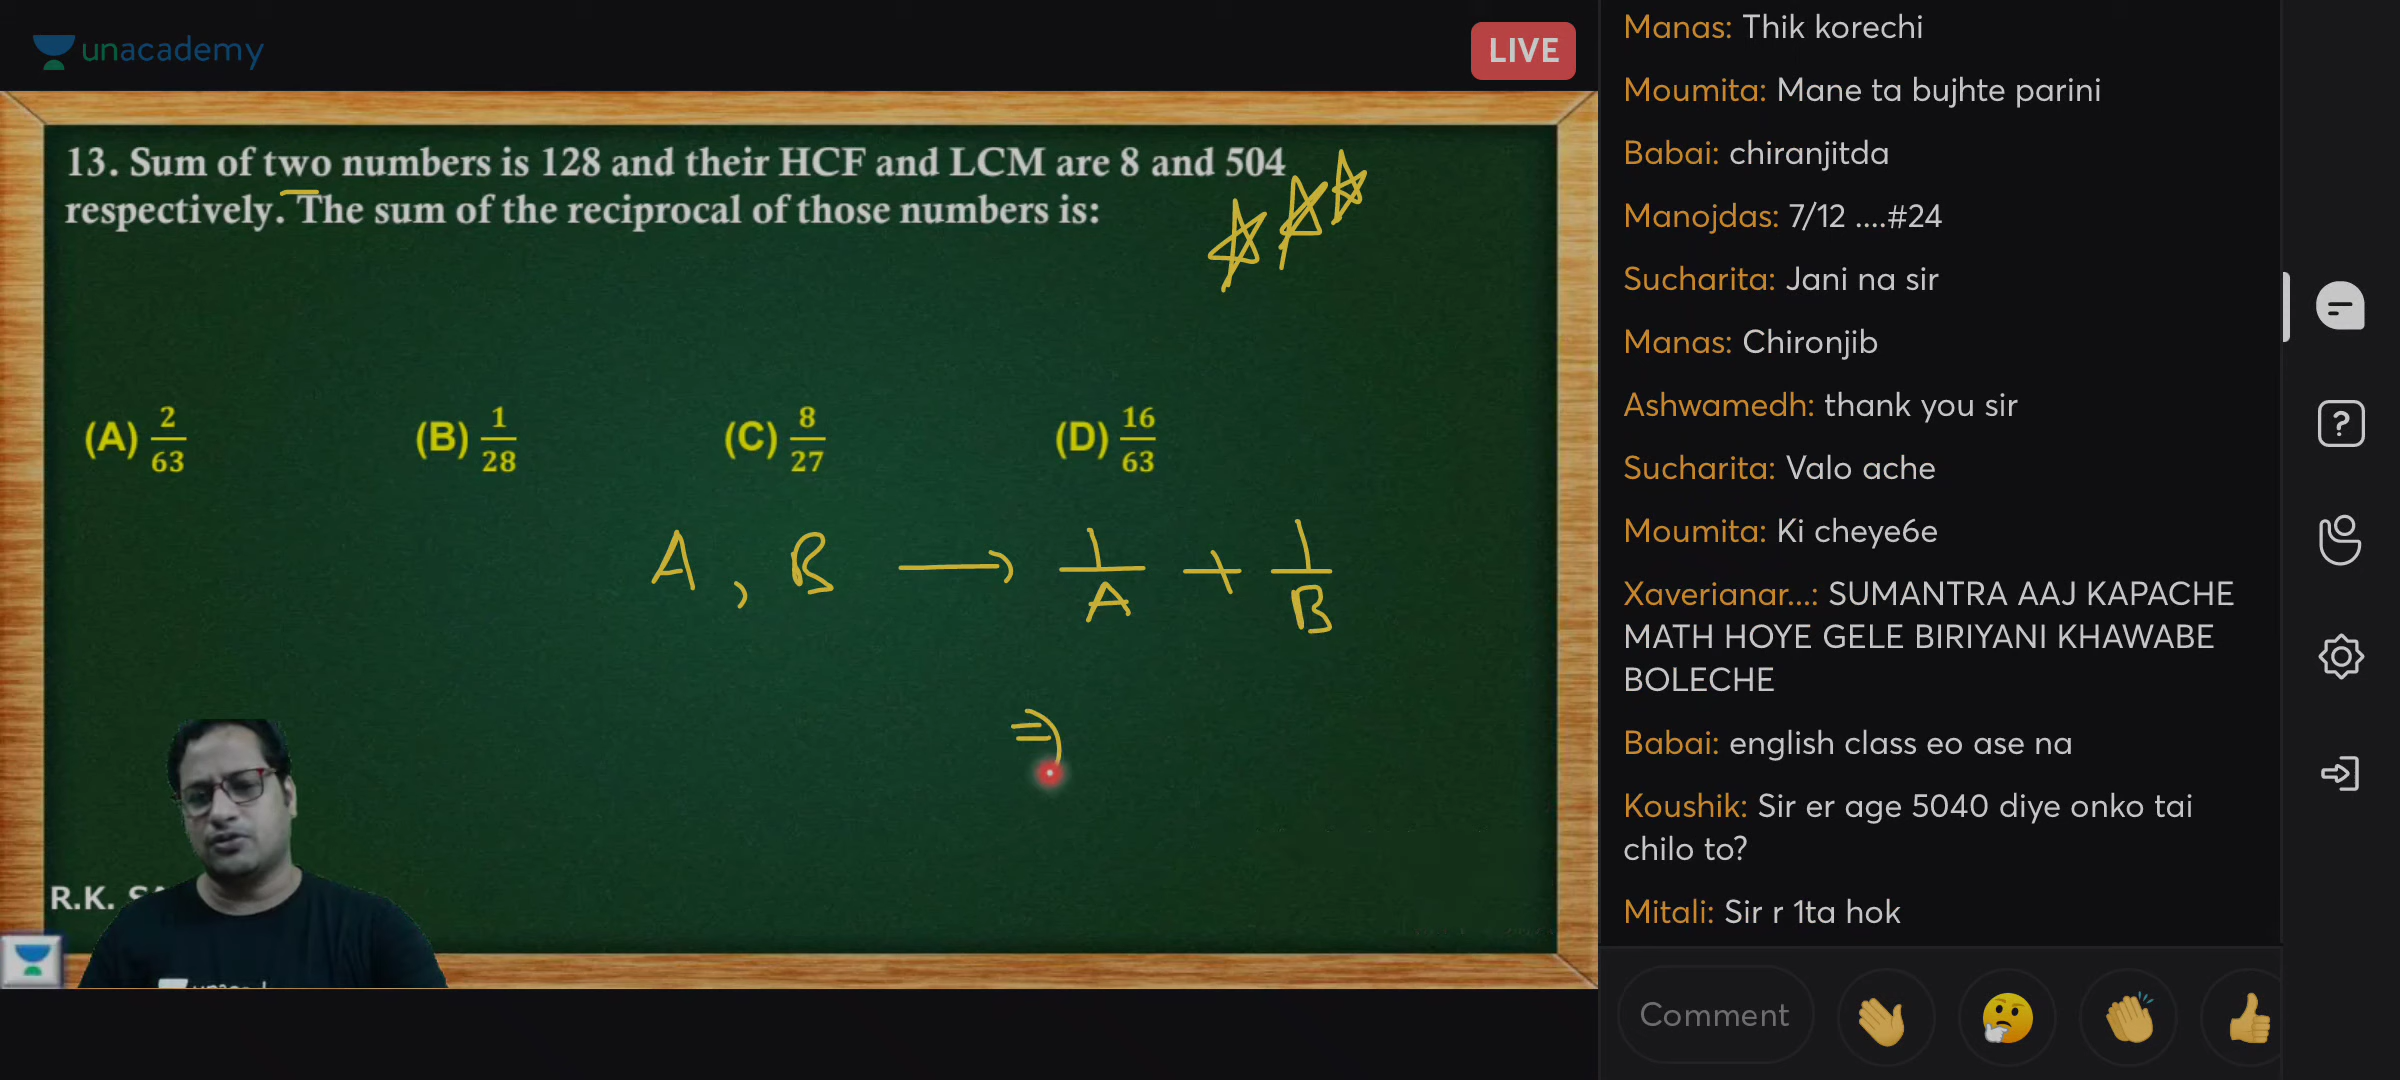 unacademy
LIVE
13. Sum of two numbers is 128 and their HCF and LCM are 8 and 504
respectively. The sum of the reciprocal of those numbers is:
(A) 2/63
(B) 1/28
(C) 8/27
(D) 16/63
A , B → 1/A + 1/B
⇒
R.K.
Manas: Thik korechi
Moumita: Mane ta bujhte parini
Babai: chiranjitda
Manojdas: 7/12 ....#24
Sucharita: Jani na sir
Manas: Chironjib
Ashwamedh: thank you sir
Sucharita: Valo ache
Moumita: Ki cheye6e
Xaverianar...: SUMANTRA AAJ KAPACHE
MATH HOYE GELE BIRIYANI KHAWABE
BOLECHE
Babai: english class eo ase na
Koushik: Sir er age 5040 diye onko tai
chilo to?
Mitali: Sir r 1ta hok
Comment